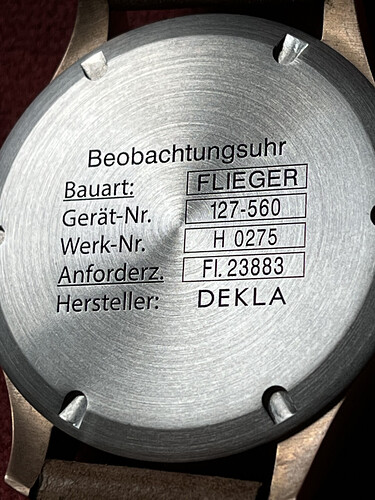 Beobachtungsuhr
Bauart: FLIEGER
Gerät-Nr. 127-560
Werk-Nr. H 0275
Anforderz. Fl. 23883
Hersteller: DEKLA